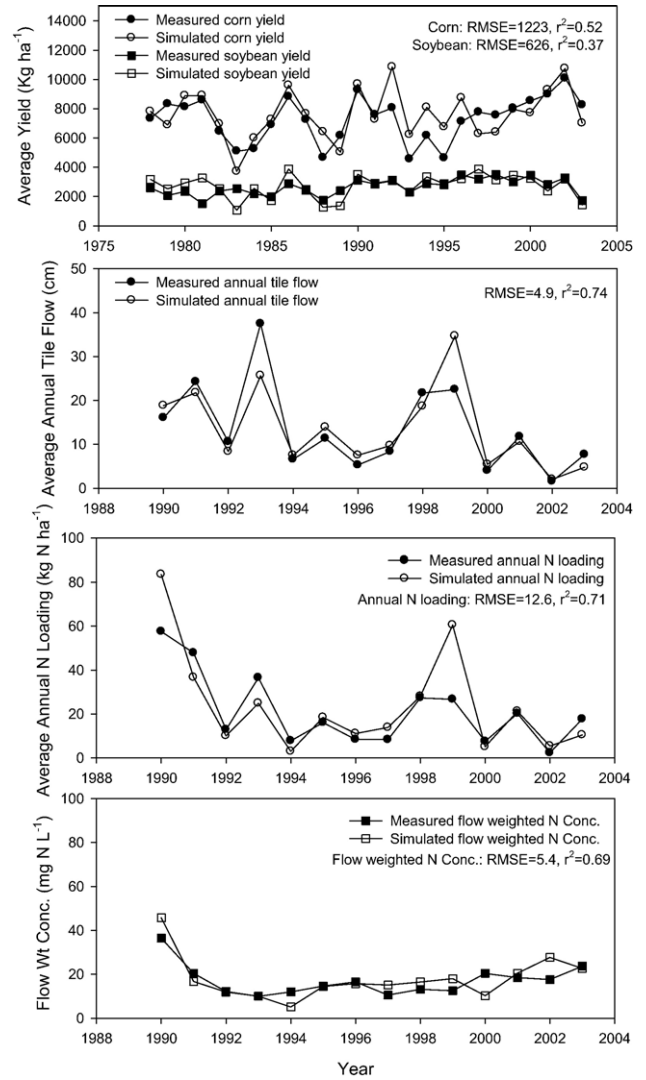 Measured corn yield
Simulated corn yield
Measured soybean yield
Simulated soybean yield
Corn: RMSE=1223, r²=0.52
Soybean: RMSE=626, r²=0.37
Average Yield (Kg ha⁻¹)
14000
12000
10000
8000
6000
4000
2000
0
1975 1980 1985 1990 1995 2000 2005
Measured annual tile flow
Simulated annual tile flow
RMSE=4.9, r²=0.74
Average Annual Tile Flow (cm)
50
40
30
20
10
0
1988 1990 1992 1994 1996 1998 2000 2002 2004
Measured annual N loading
Simulated annual N loading
Annual N loading: RMSE=12.6, r²=0.71
Average Annual N Loading (kg N ha⁻¹)
100
80
60
40
20
0
1988 1990 1992 1994 1996 1998 2000 2002 2004
Measured flow weighted N Conc.
Simulated flow weighted N Conc.
Flow weighted N Conc.: RMSE=5.4, r²=0.69
Flow Wt Conc. (mg N L⁻¹)
100
80
60
40
20
0
1988 1990 1992 1994 1996 1998 2000 2002 2004
Year